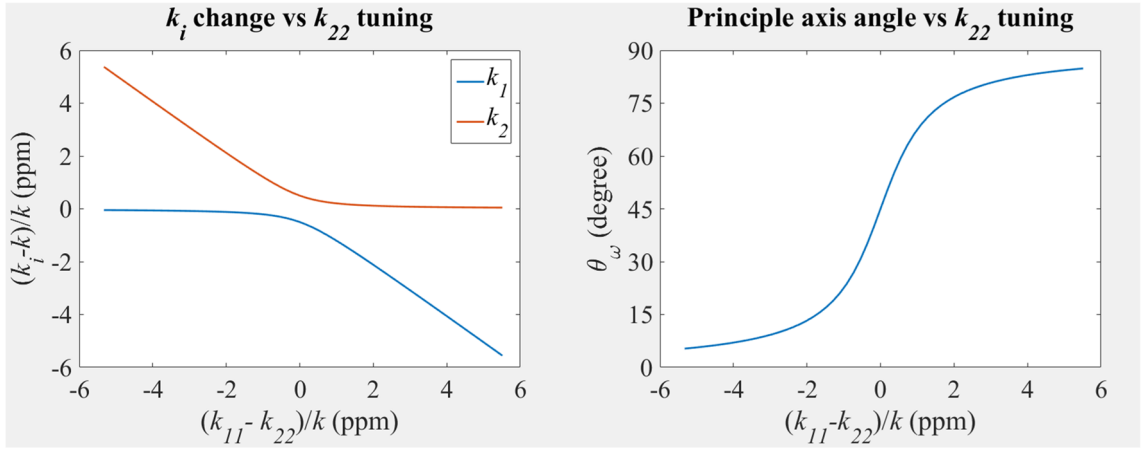 k_i change vs k_22 tuning
6
4
2
0
-2
-4
-6
(k_i-k)/k (ppm)
k_1
k_2
-6 -4 -2 0 2 4 6
(k_11- k_22)/k (ppm)
Principle axis angle vs k_22 tuning
90
75
60
45
30
15
0
θ_ω (degree)
-6 -4 -2 0 2 4 6
(k_11-k_22)/k (ppm)